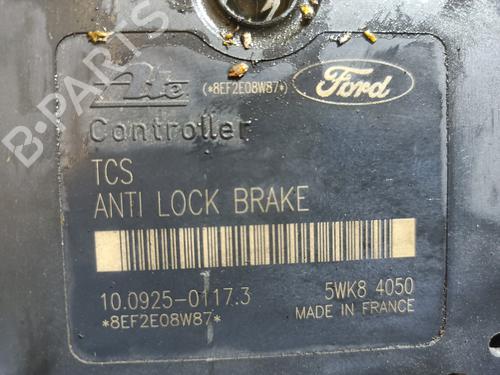 Ate (*8EF2E08W87*) Ford
Controller
TCS
ANTI LOCK BRAKE
10.0925-0117.3 5WK8 4050
*8EF2E08W87* MADE IN FRANCE
B-PARTS